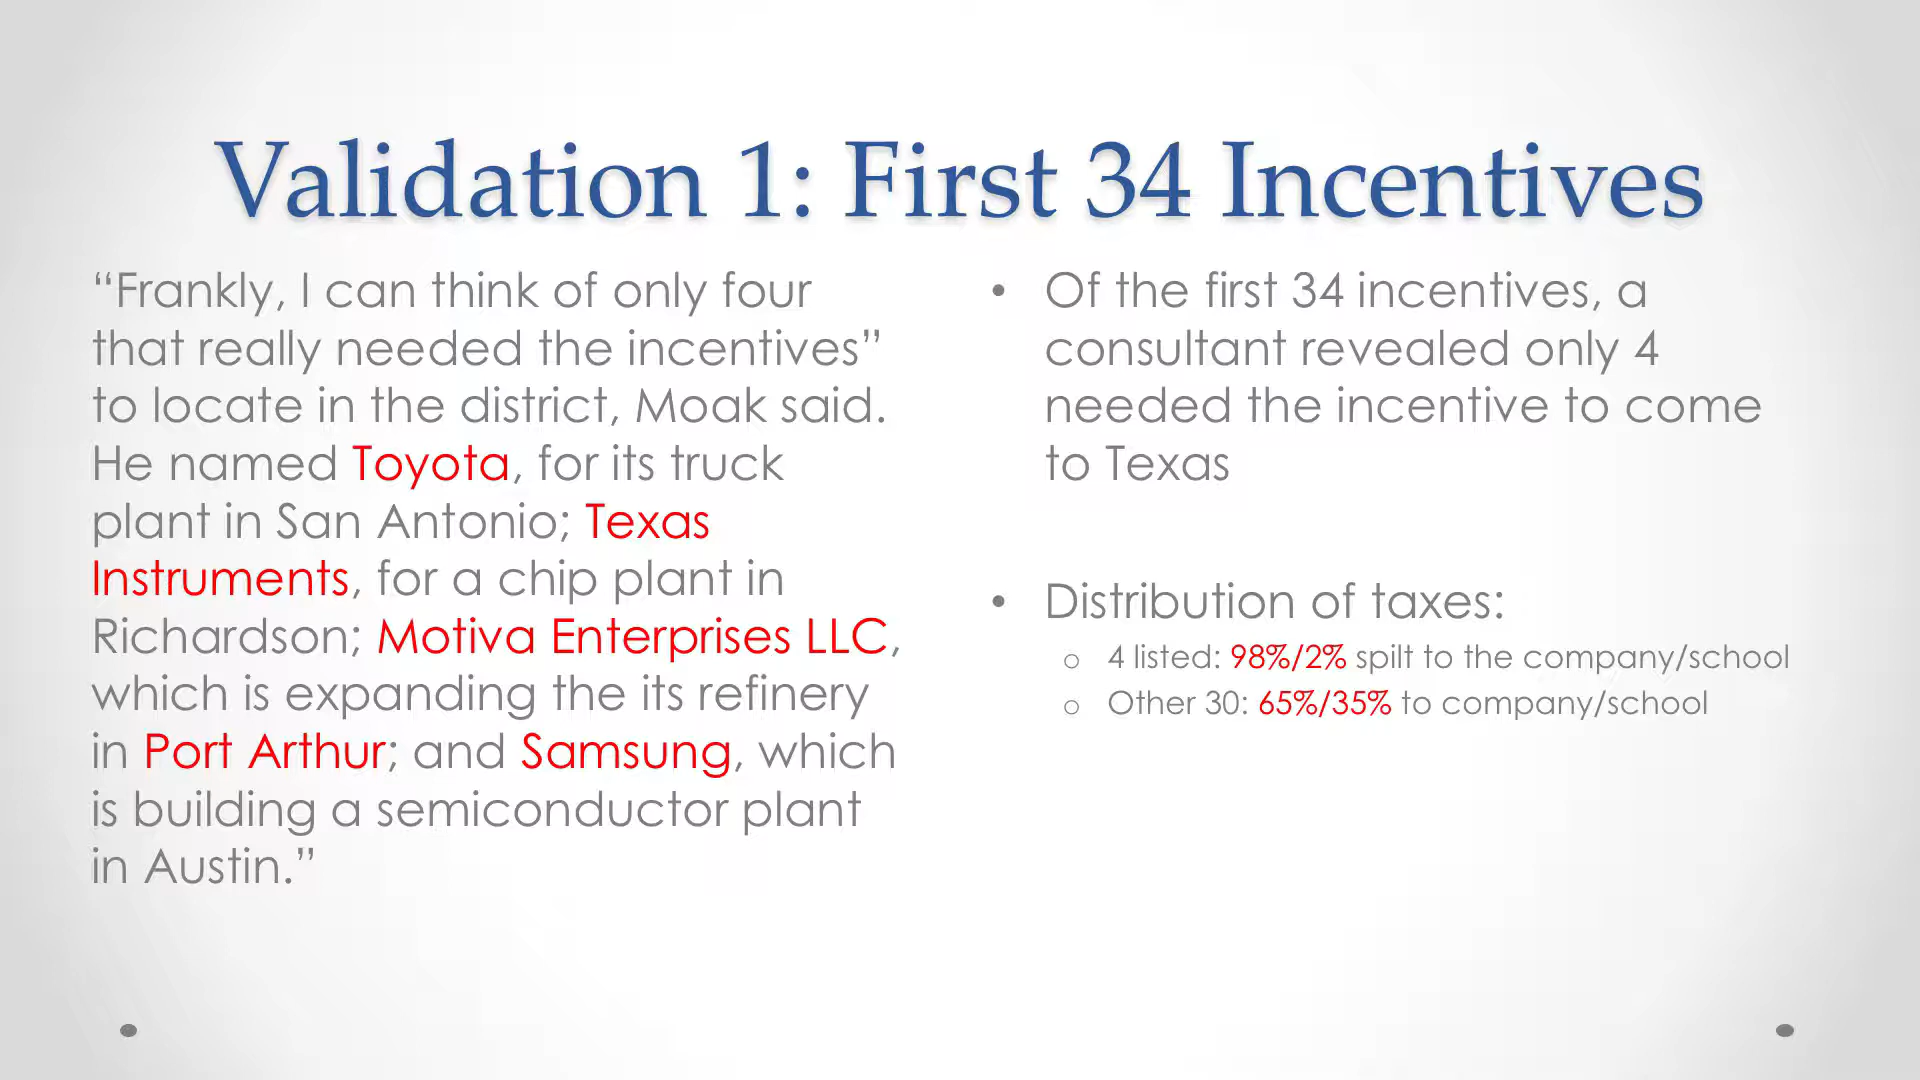 Validation 1: First 34 Incentives
“Frankly, I can think of only four
that really needed the incentives”
to locate in the district, Moak said.
He named Toyota, for its truck
plant in San Antonio; Texas
Instruments, for a chip plant in
Richardson; Motiva Enterprises LLC,
which is expanding the its refinery
in Port Arthur; and Samsung, which
is building a semiconductor plant
in Austin.”
• Of the first 34 incentives, a
consultant revealed only 4
needed the incentive to come
to Texas
• Distribution of taxes:
o 4 listed: 98%/2% spilt to the company/school
o Other 30: 65%/35% to company/school